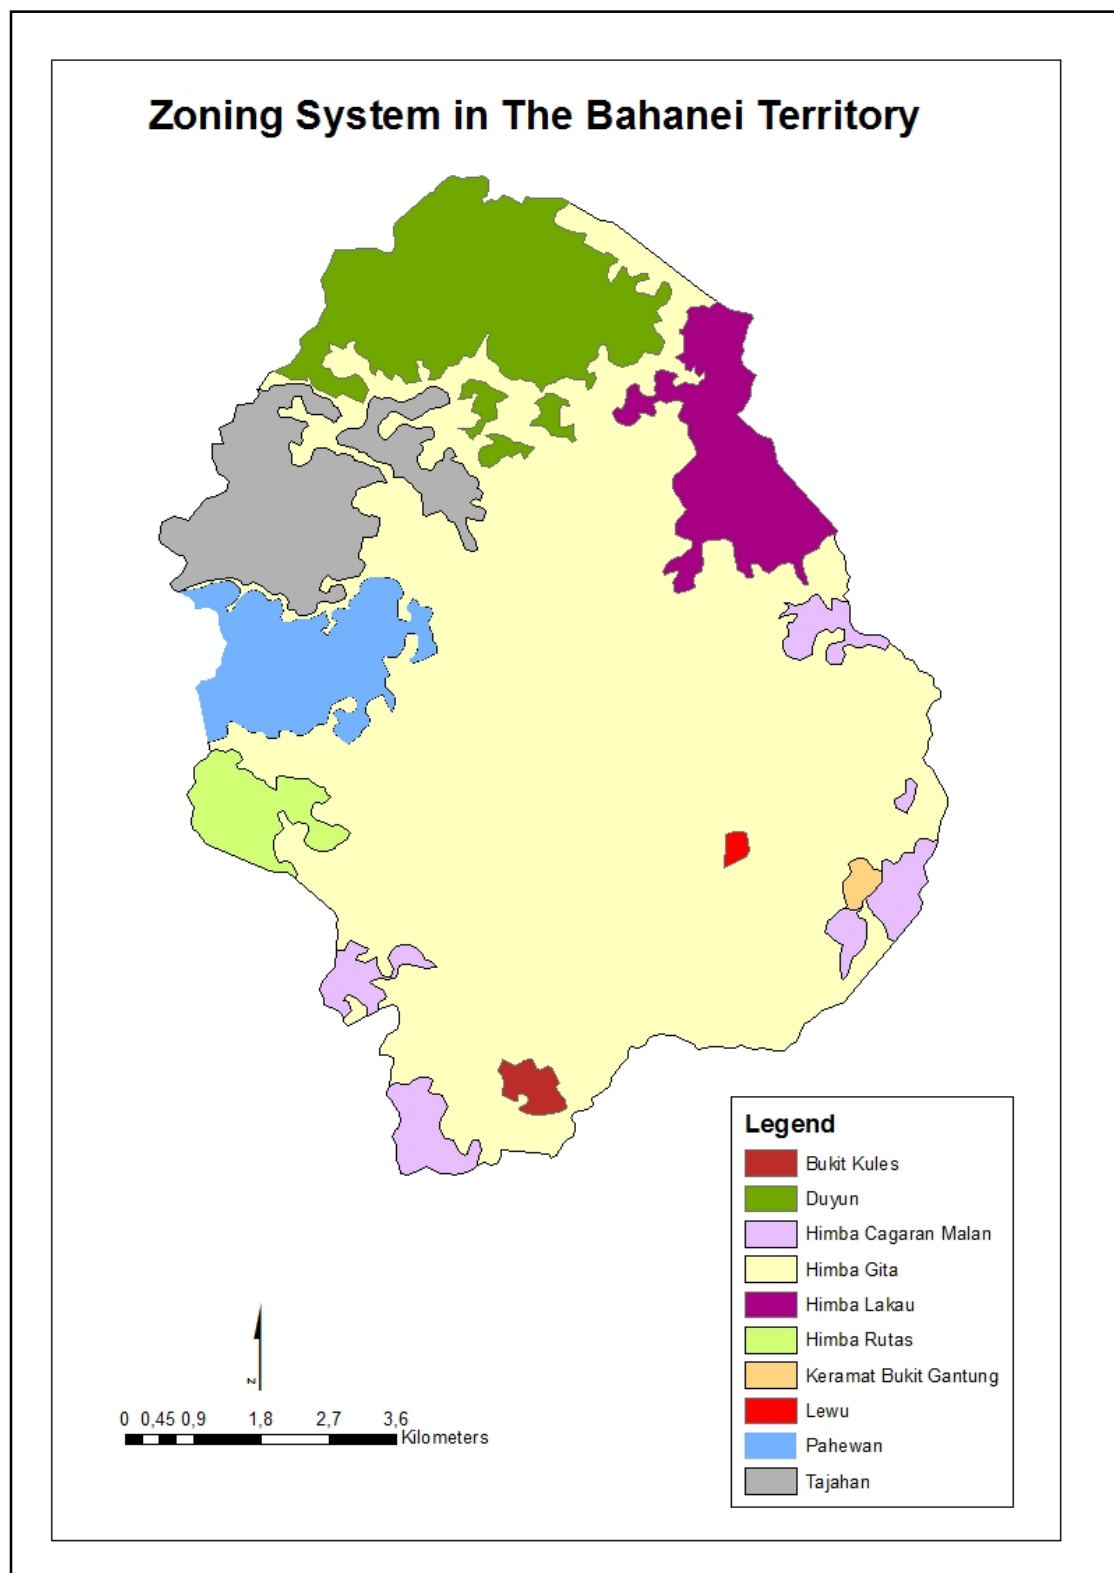 Zoning System in The Bahanei Territory
Legend
Bukit Kules
Duyun
Himba Cagaran Malan
Himba Gita
Himba Lakau
Himba Rutas
Keramat Bukit Gantung
Lewu
Pahewan
Tajahan
N
0 0,45 0,9 1,8 2,7 3,6
Kilometers